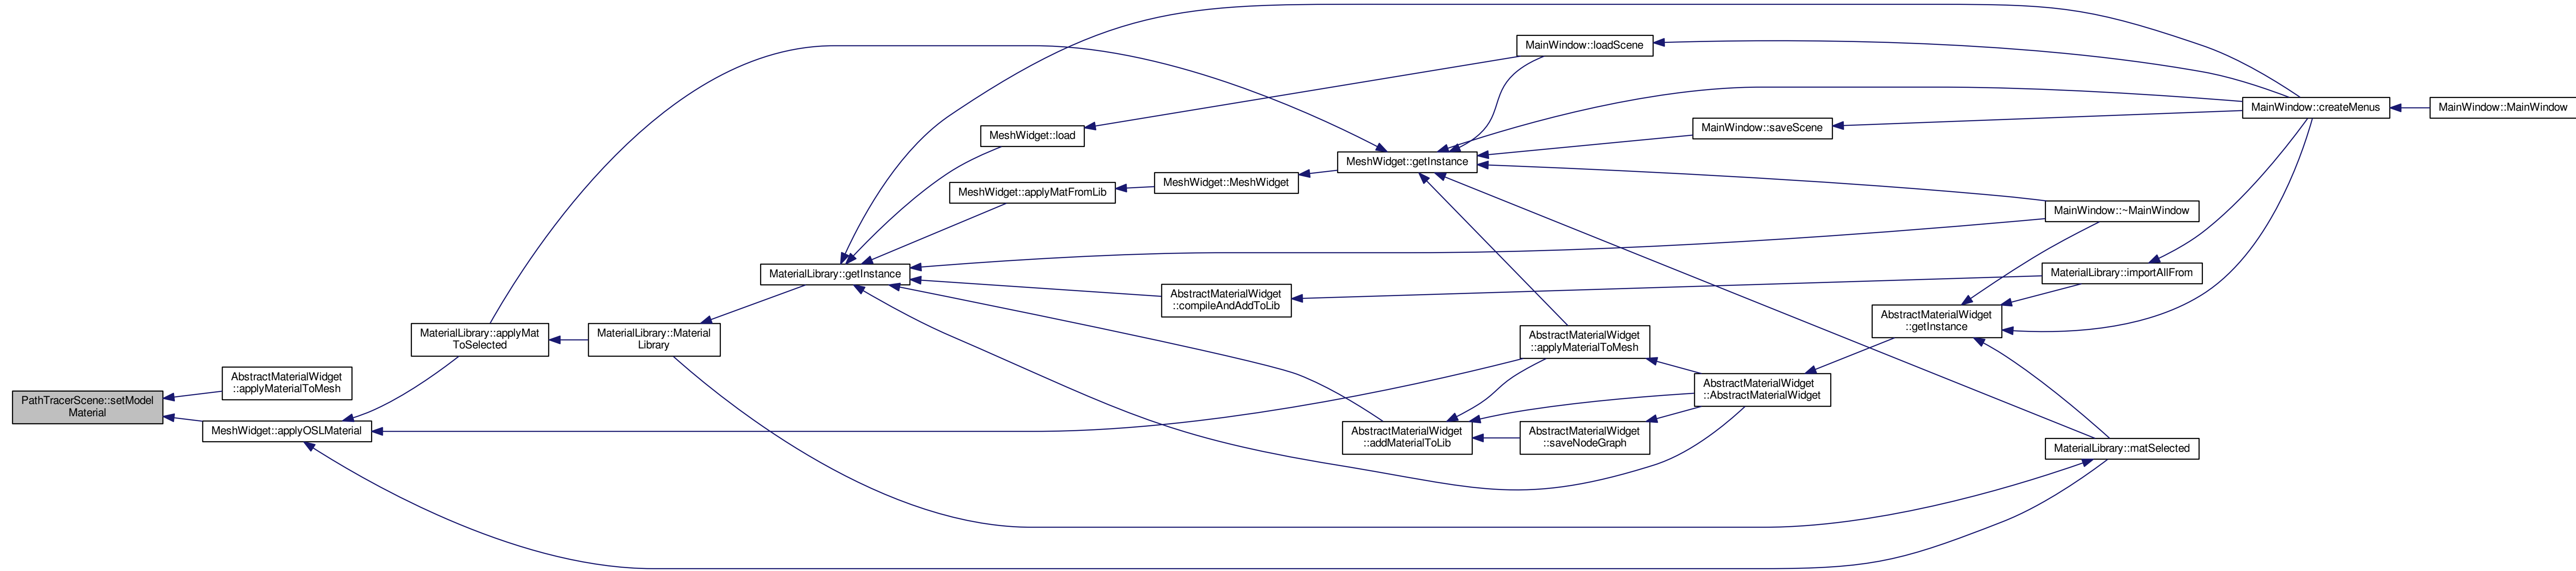 PathTracerScene::setModel
Material
AbstractMaterialWidget
::applyMaterialToMesh
MeshWidget::applyOSLMaterial
MaterialLibrary::applyMat
ToSelected
MaterialLibrary::Material
Library
MaterialLibrary::getInstance
MeshWidget::load
MeshWidget::applyMatFromLib
MeshWidget::MeshWidget
AbstractMaterialWidget
::compileAndAddToLib
MeshWidget::getInstance
AbstractMaterialWidget
::addMaterialToLib
MainWindow::loadScene
AbstractMaterialWidget
::applyMaterialToMesh
AbstractMaterialWidget
::saveNodeGraph
MainWindow::saveScene
AbstractMaterialWidget
::AbstractMaterialWidget
AbstractMaterialWidget
::getInstance
MainWindow::~MainWindow
MaterialLibrary::importAllFrom
MaterialLibrary::matSelected
MainWindow::createMenus
MainWindow::MainWindow